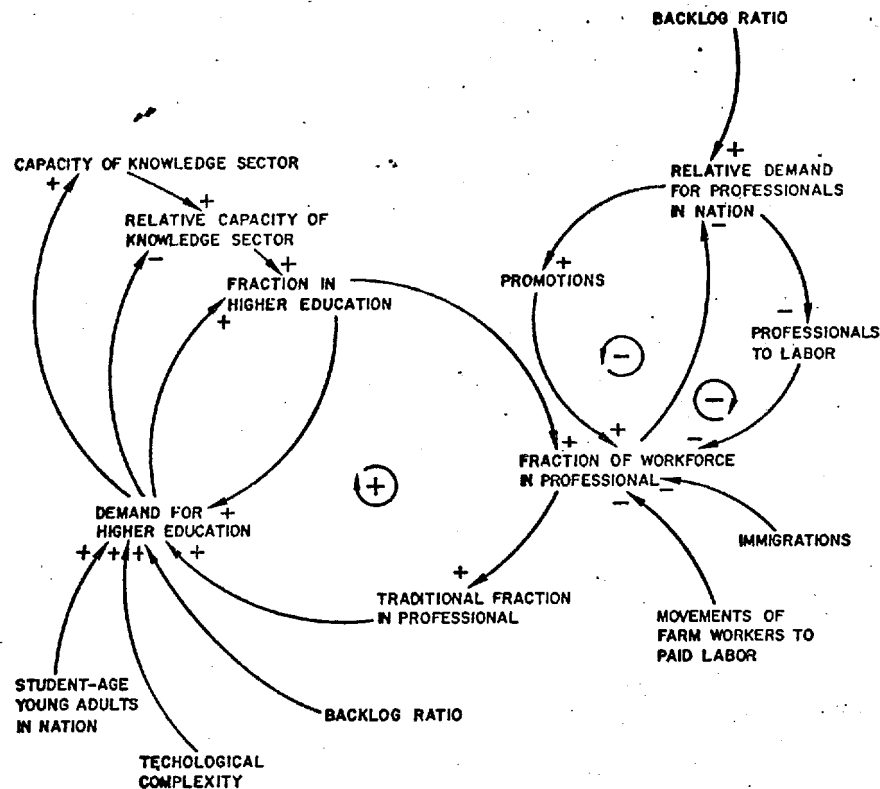 BACKLOG RATIO
CAPACITY OF KNOWLEDGE SECTOR
+
+
RELATIVE CAPACITY OF
KNOWLEDGE SECTOR
−
+
FRACTION IN
HIGHER EDUCATION
+
+
RELATIVE DEMAND
FOR PROFESSIONALS
IN NATION
−
+
PROMOTIONS
−
PROFESSIONALS
TO LABOR
−
−
+
+
−
FRACTION OF WORKFORCE
IN PROFESSIONAL
−
−
+
DEMAND FOR
HIGHER EDUCATION
+
+
+
+
+
IMMIGRATIONS
+
TRADITIONAL FRACTION
IN PROFESSIONAL
MOVEMENTS OF
FARM WORKERS TO
PAID LABOR
STUDENT-AGE
YOUNG ADULTS
IN NATION
BACKLOG RATIO
TECHOLOGICAL
COMPLEXITY